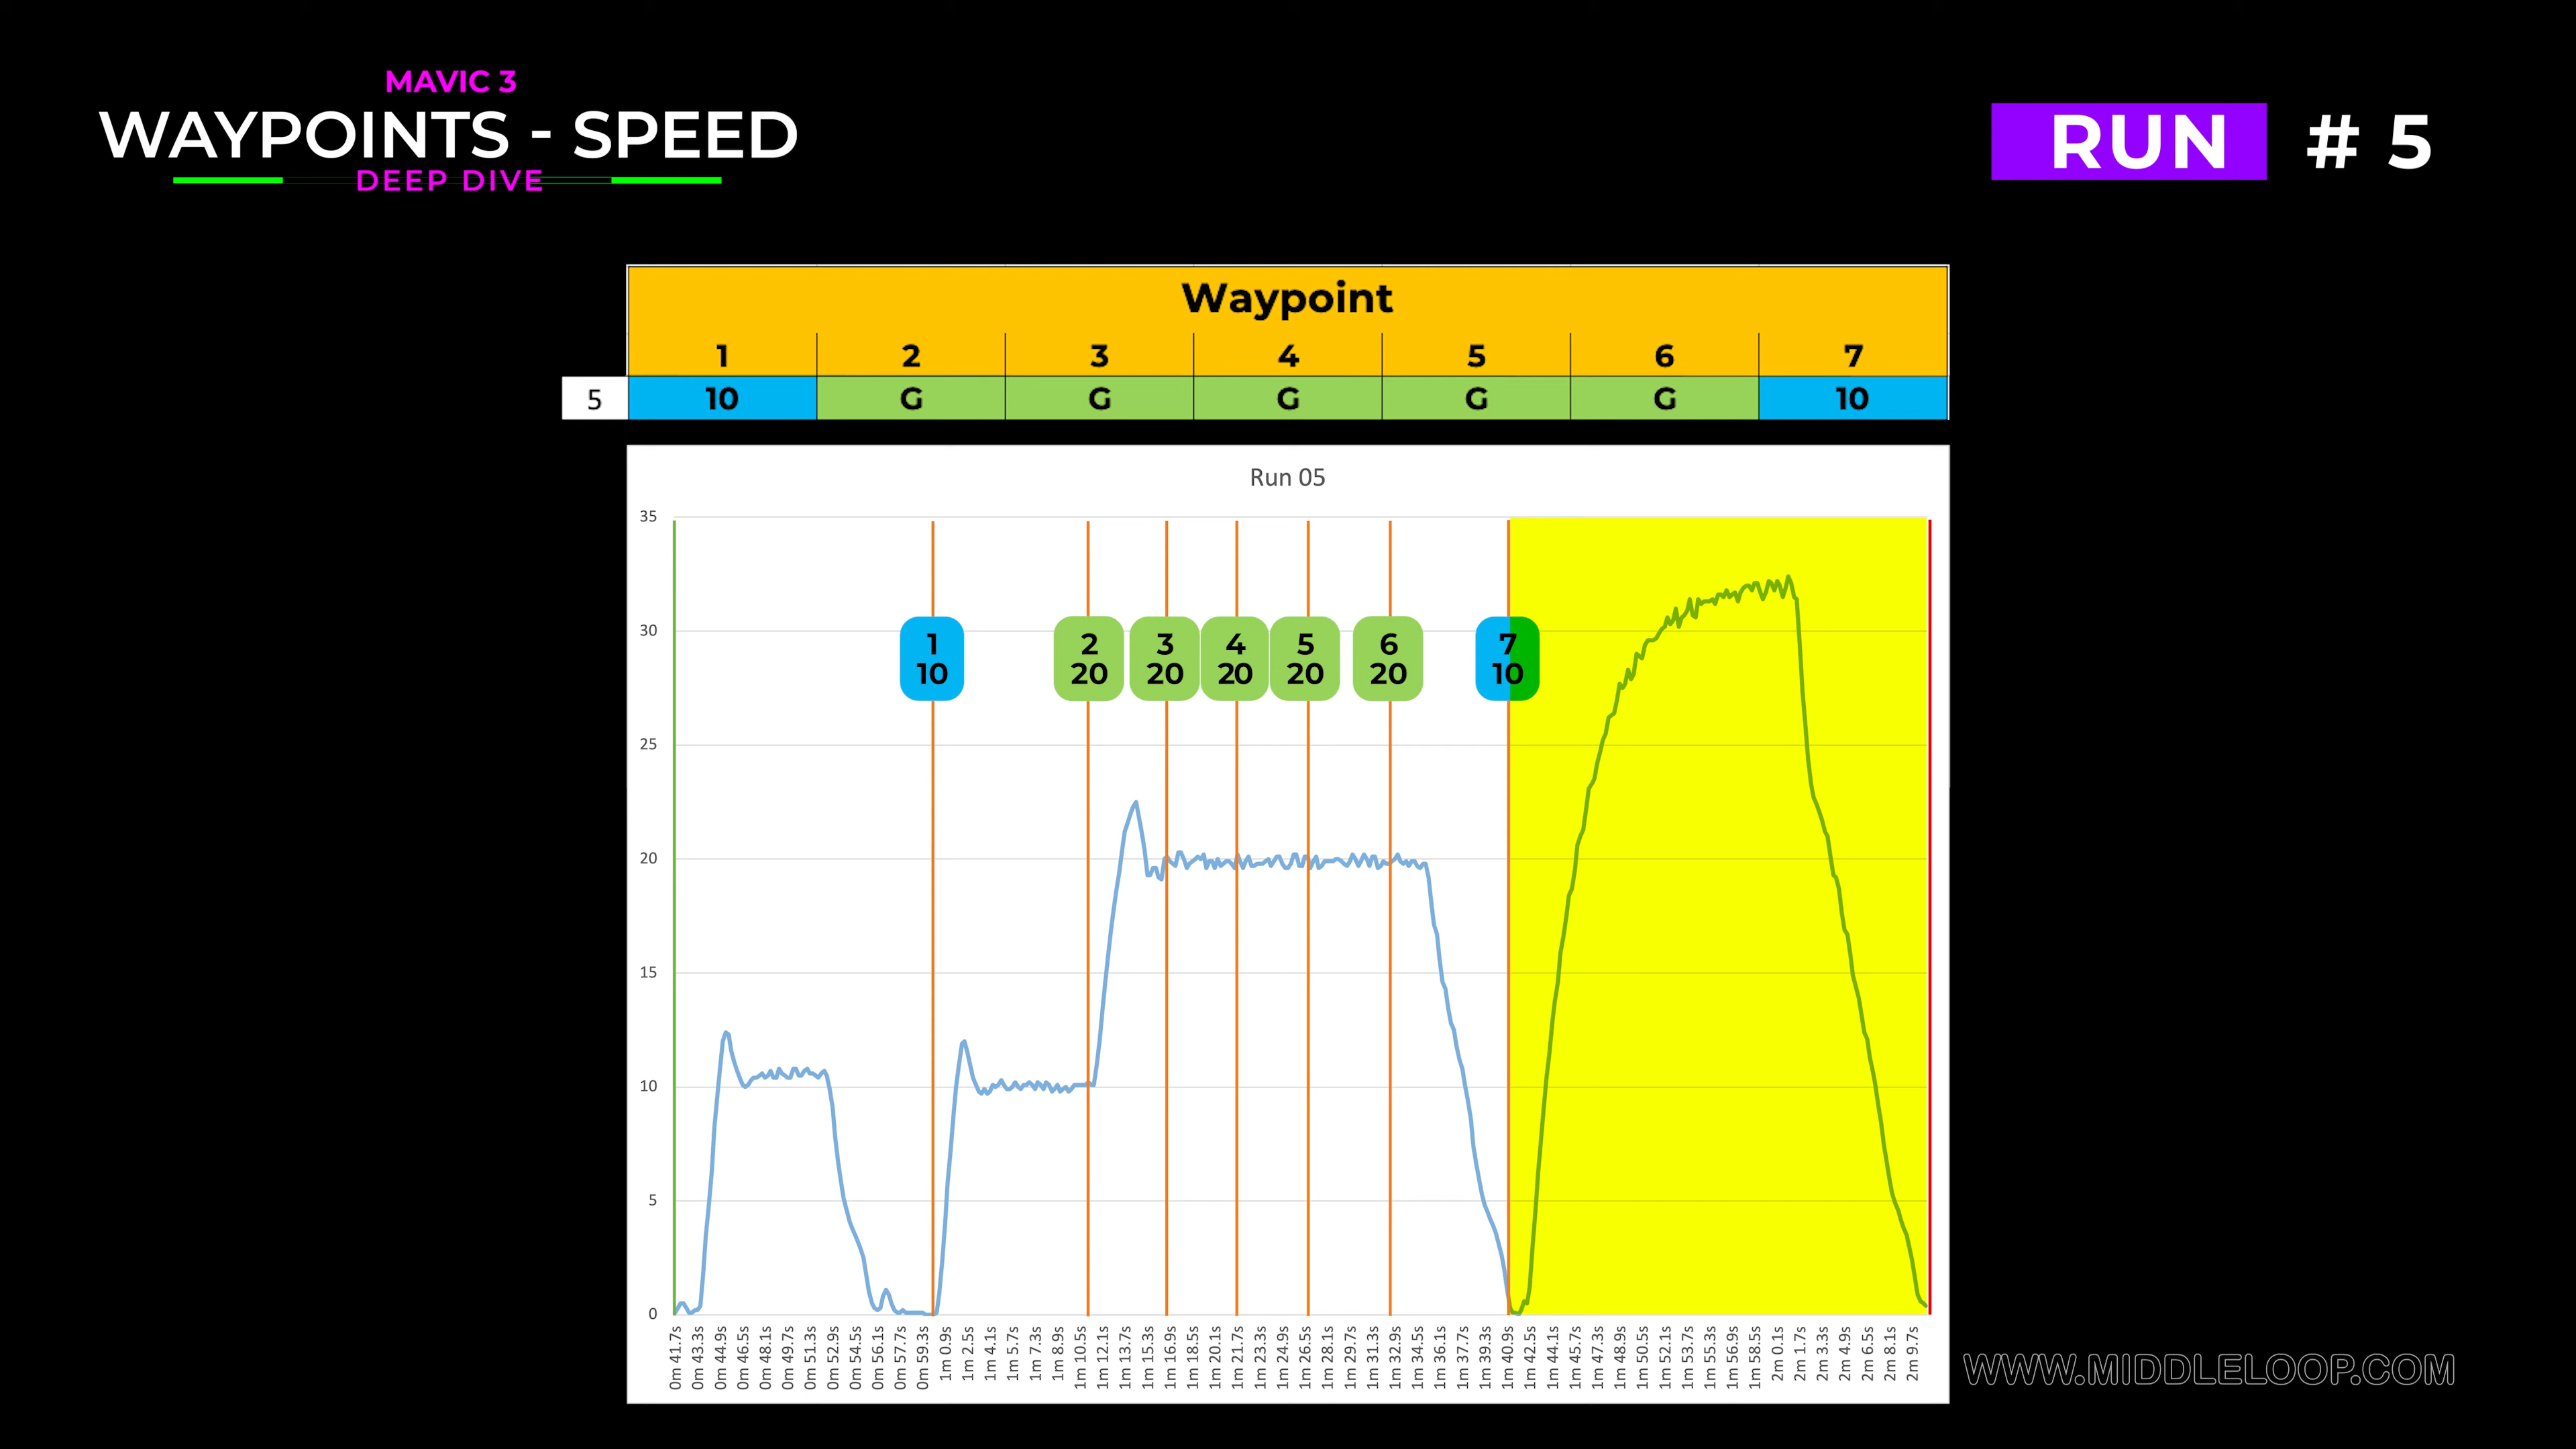 MAVIC 3
WAYPOINTS - SPEED
DEEP DIVE
RUN # 5
Waypoint
1 2 3 4 5 6 7
5 10 G G G G G 10
Run 05
35
30
25
20
15
10
5
0
1 2 3 4 5 6 7
10 20 20 20 20 20 10
0m 41.7s
0m 43.3s
0m 44.9s
0m 46.5s
0m 48.1s
0m 49.7s
0m 51.3s
0m 52.9s
0m 54.5s
0m 56.1s
0m 57.7s
0m 59.3s
1m 0.9s
1m 2.5s
1m 4.1s
1m 5.7s
1m 7.3s
1m 8.9s
1m 10.5s
1m 12.1s
1m 13.7s
1m 15.3s
1m 16.9s
1m 18.5s
1m 20.1s
1m 21.7s
1m 23.3s
1m 24.9s
1m 26.5s
1m 28.1s
1m 29.7s
1m 31.3s
1m 32.9s
1m 34.5s
1m 36.1s
1m 37.7s
1m 39.3s
1m 40.9s
1m 42.5s
1m 44.1s
1m 45.7s
1m 47.3s
1m 48.9s
1m 50.5s
1m 52.1s
1m 53.7s
1m 55.3s
1m 56.9s
1m 58.5s
2m 0.1s
2m 1.7s
2m 3.3s
2m 4.9s
2m 6.5s
2m 8.1s
2m 9.7s
WWW.MIDDLELOOP.COM